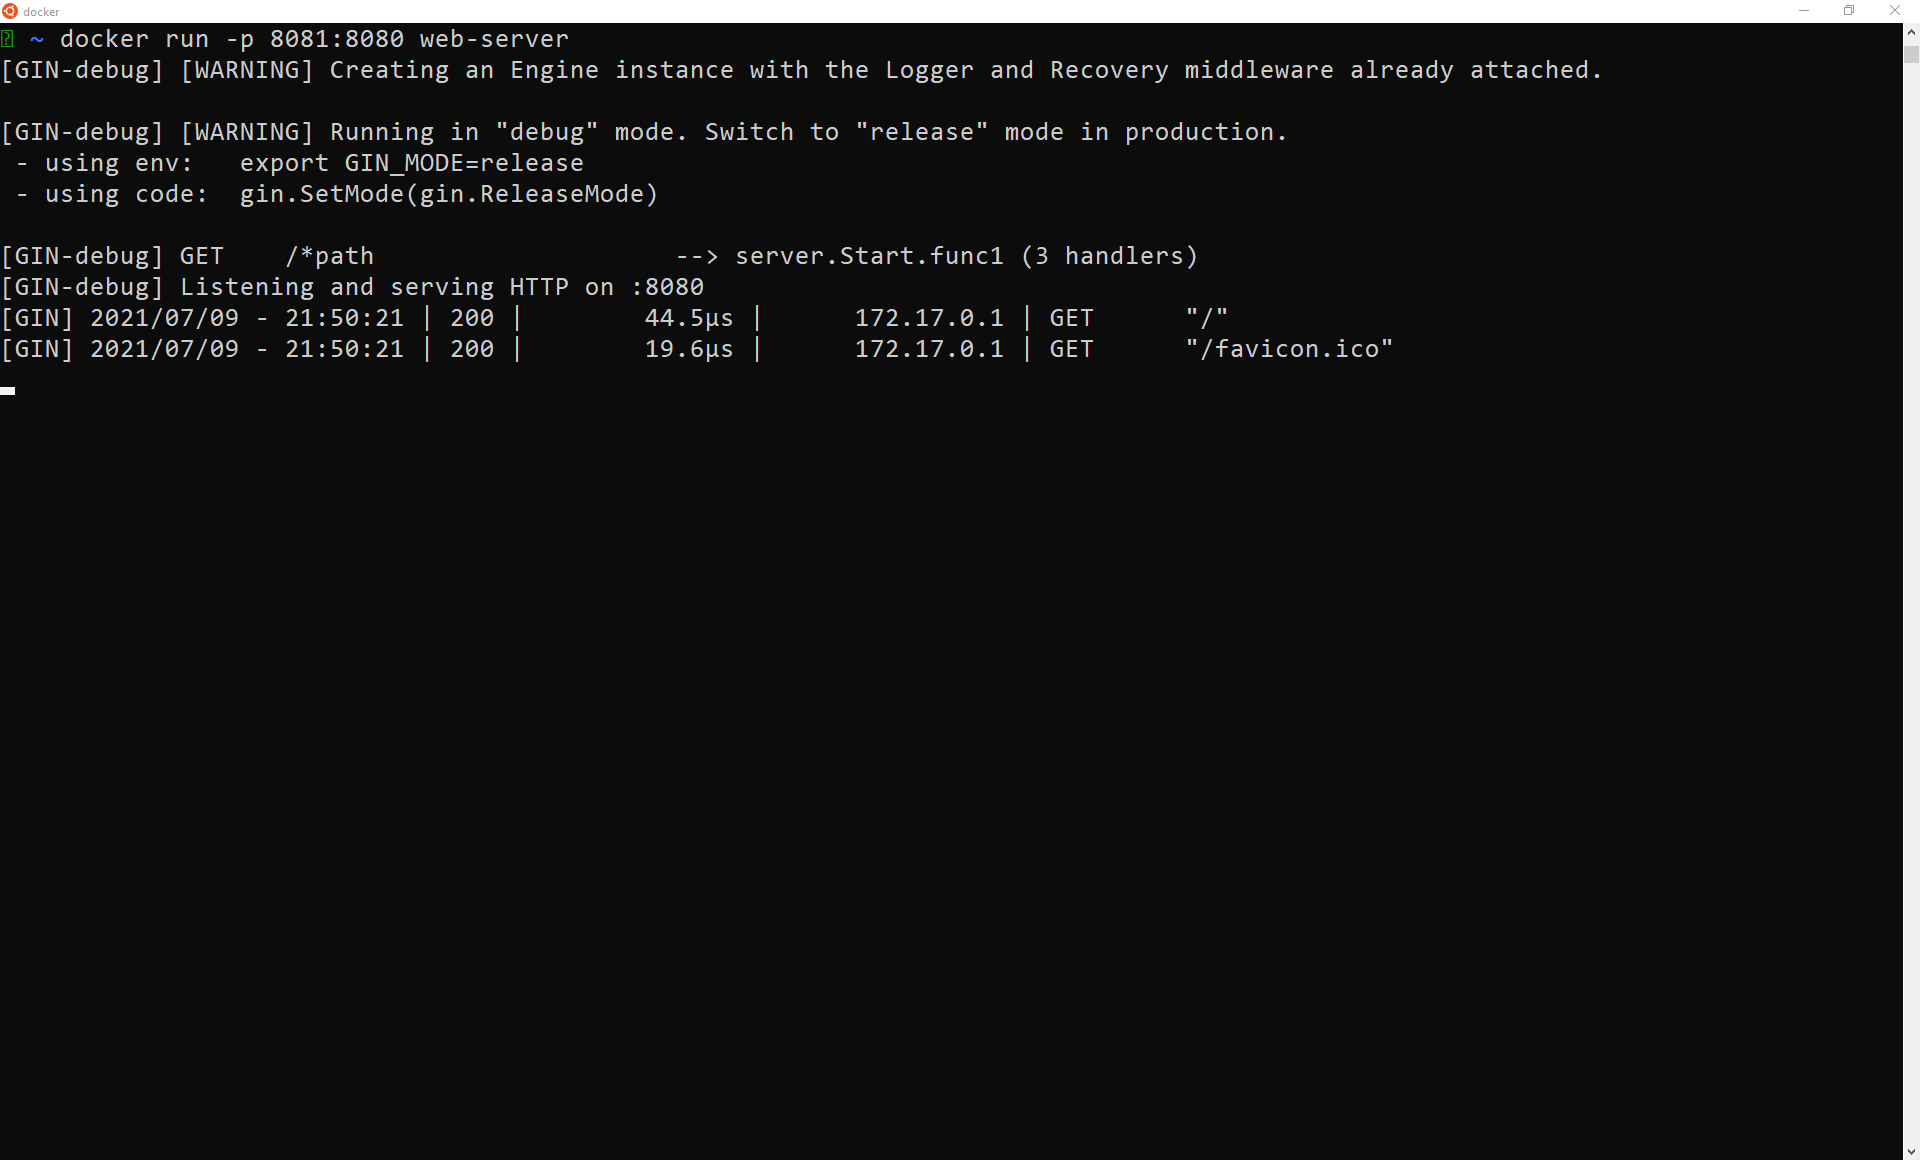 docker
~ docker run -p 8081:8080 web-server
[GIN-debug] [WARNING] Creating an Engine instance with the Logger and Recovery middleware already attached.
[GIN-debug] [WARNING] Running in "debug" mode. Switch to "release" mode in production.
 - using env:   export GIN_MODE=release
 - using code:  gin.SetMode(gin.ReleaseMode)
[GIN-debug] GET    /*path                    --> server.Start.func1 (3 handlers)
[GIN-debug] Listening and serving HTTP on :8080
[GIN] 2021/07/09 - 21:50:21 | 200 |        44.5µs |      172.17.0.1 | GET      "/"
[GIN] 2021/07/09 - 21:50:21 | 200 |        19.6µs |      172.17.0.1 | GET      "/favicon.ico"